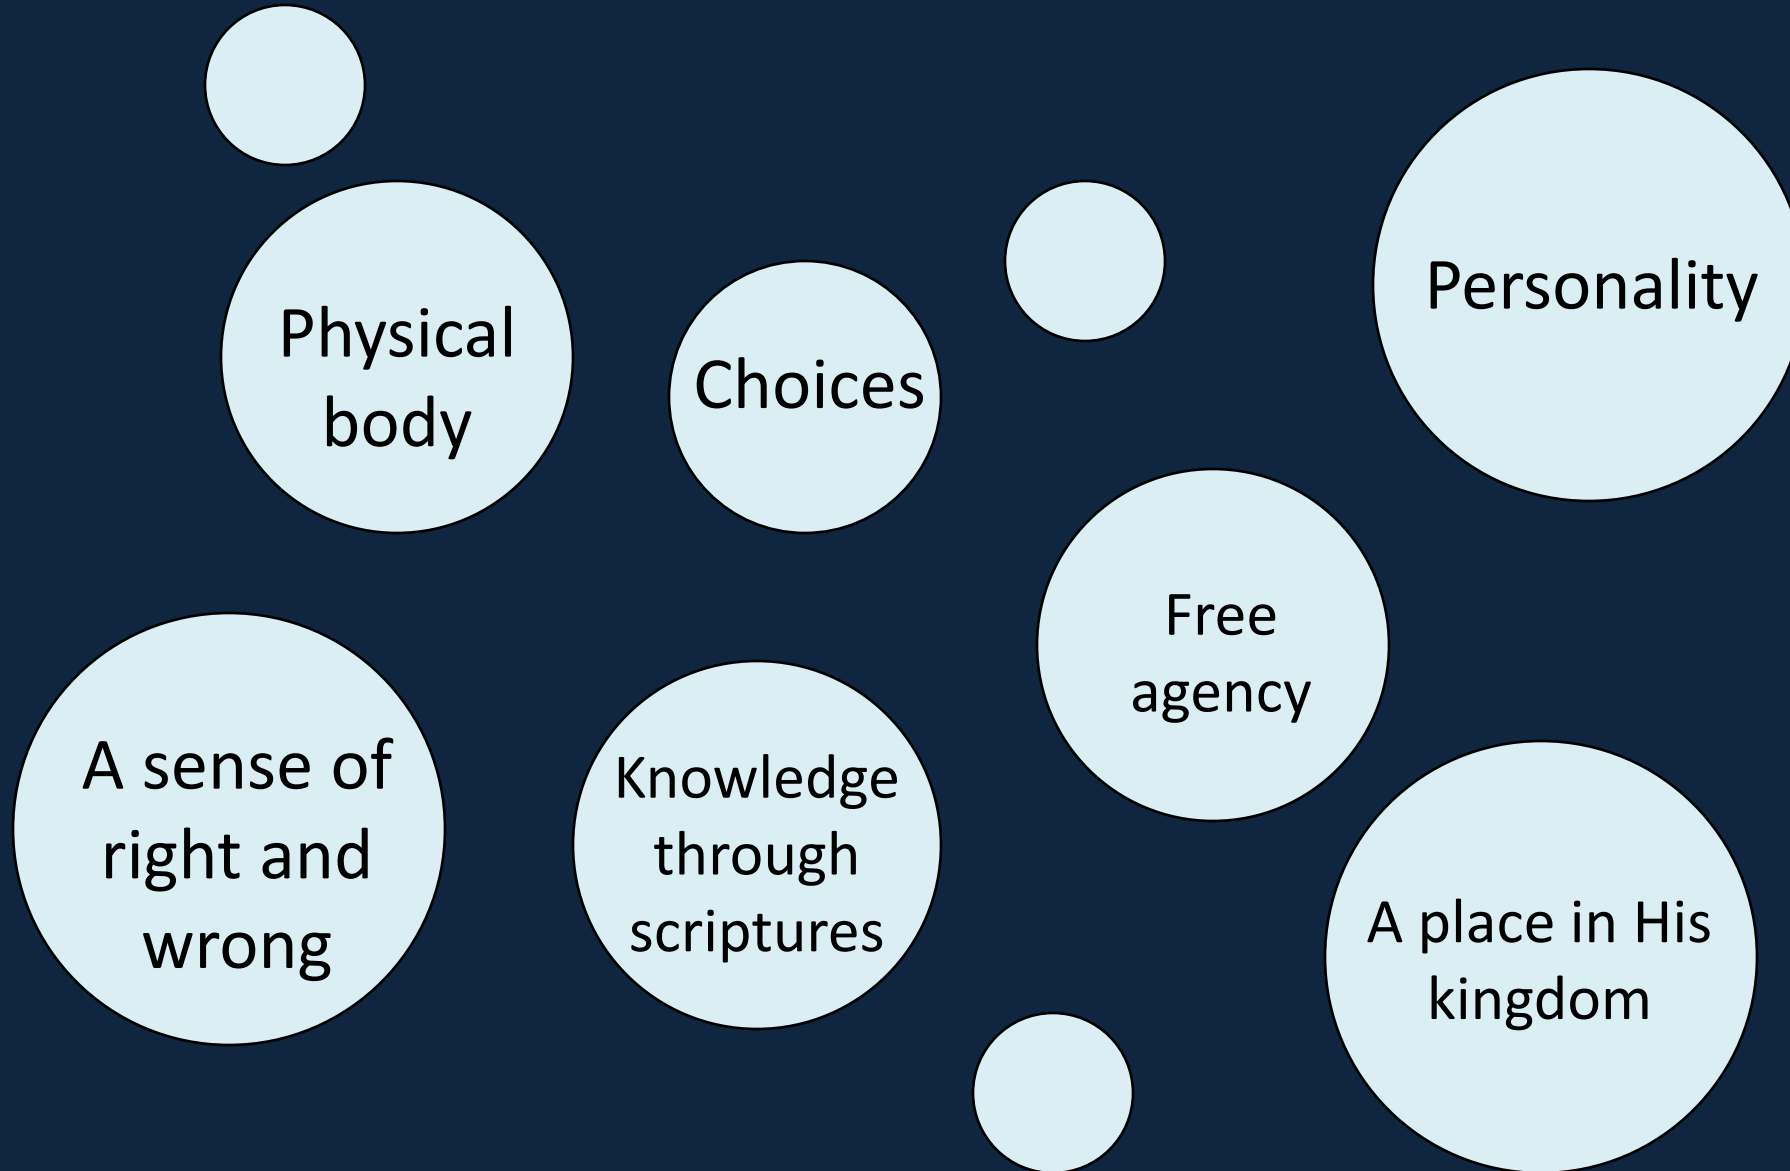 Personality
Physical
body
Choices
Free
agency
A sense of
right and
wrong
Knowledge
through
scriptures
A place in His
kingdom